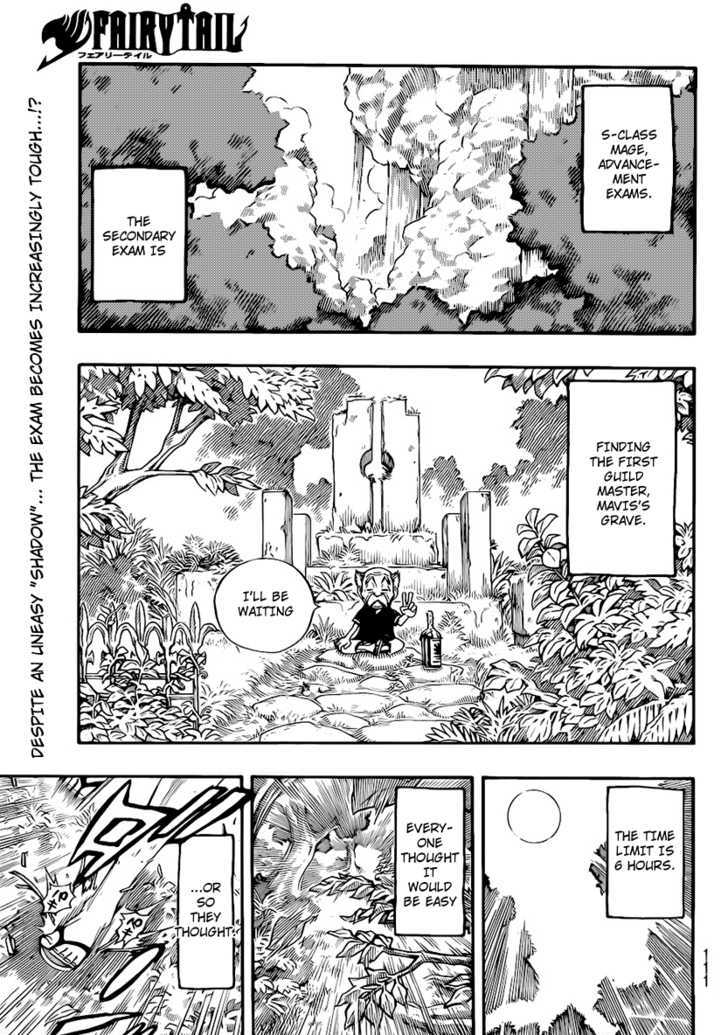 FAIRY TAIL
フェアリーテイル
DESPITE AN UNEASY "SHADOW"... THE EXAM BECOMES INCREASINGLY TOUGH...!?
S-CLASS
MAGE,
ADVANCE-
MENT
EXAMS.
THE
SECONDARY
EXAM IS
FINDING
THE FIRST
GUILD
MASTER,
MAVIS'S
GRAVE.
I'LL BE
WAITING
THE TIME
LIMIT IS
6 HOURS.
EVERY-
ONE
THOUGHT
IT
WOULD
BE EASY
...OR
SO
THEY
THOUGHT.
111